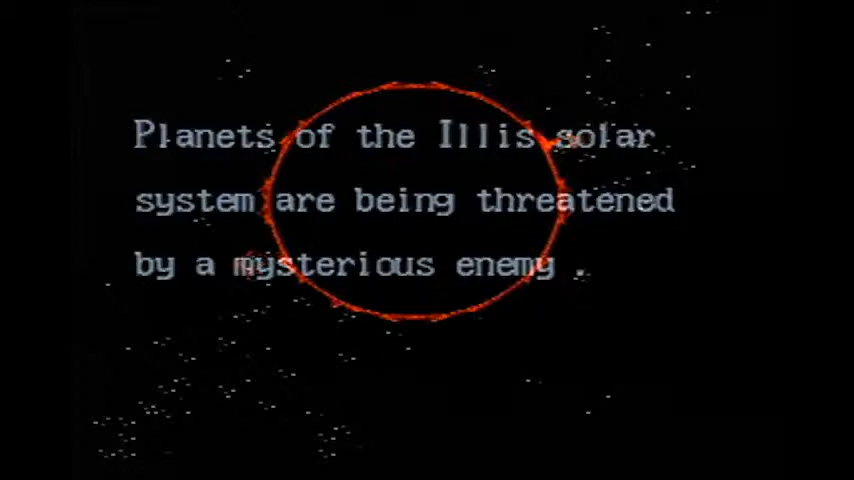 Planets of the Illis solar
system are being threatened
by a mysterious enemy .